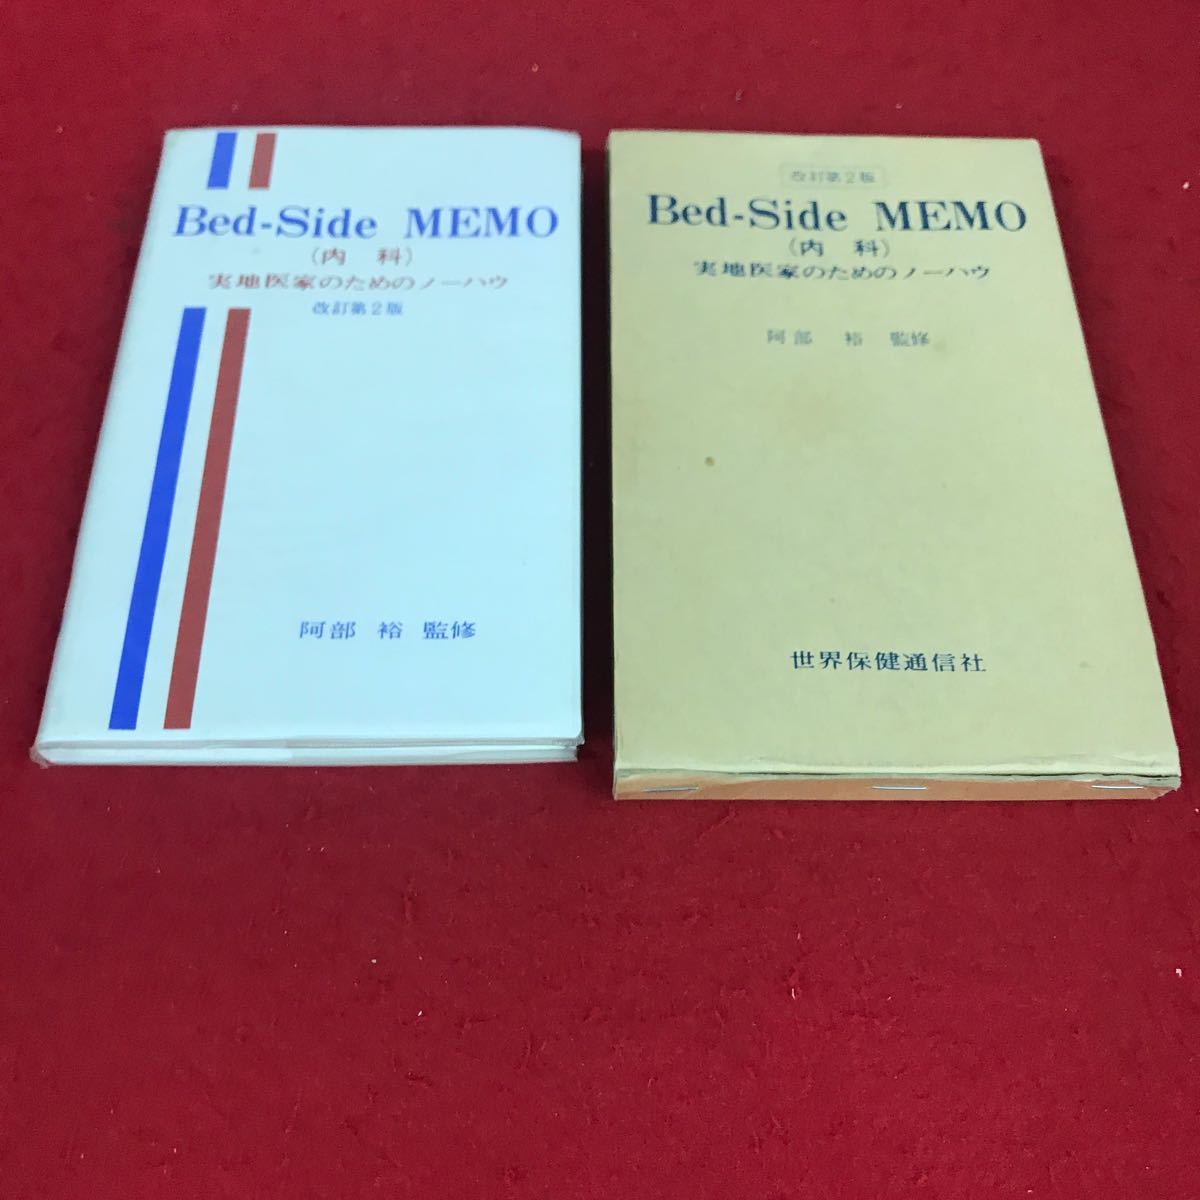 Bed-Side MEMO
(内 科)
実地医家のためのノーハウ
改訂第2版
阿部 裕 監修
改訂第2版
Bed-Side MEMO
(内 科)
実地医家のためのノーハウ
阿部 裕 監修
世界保健通信社